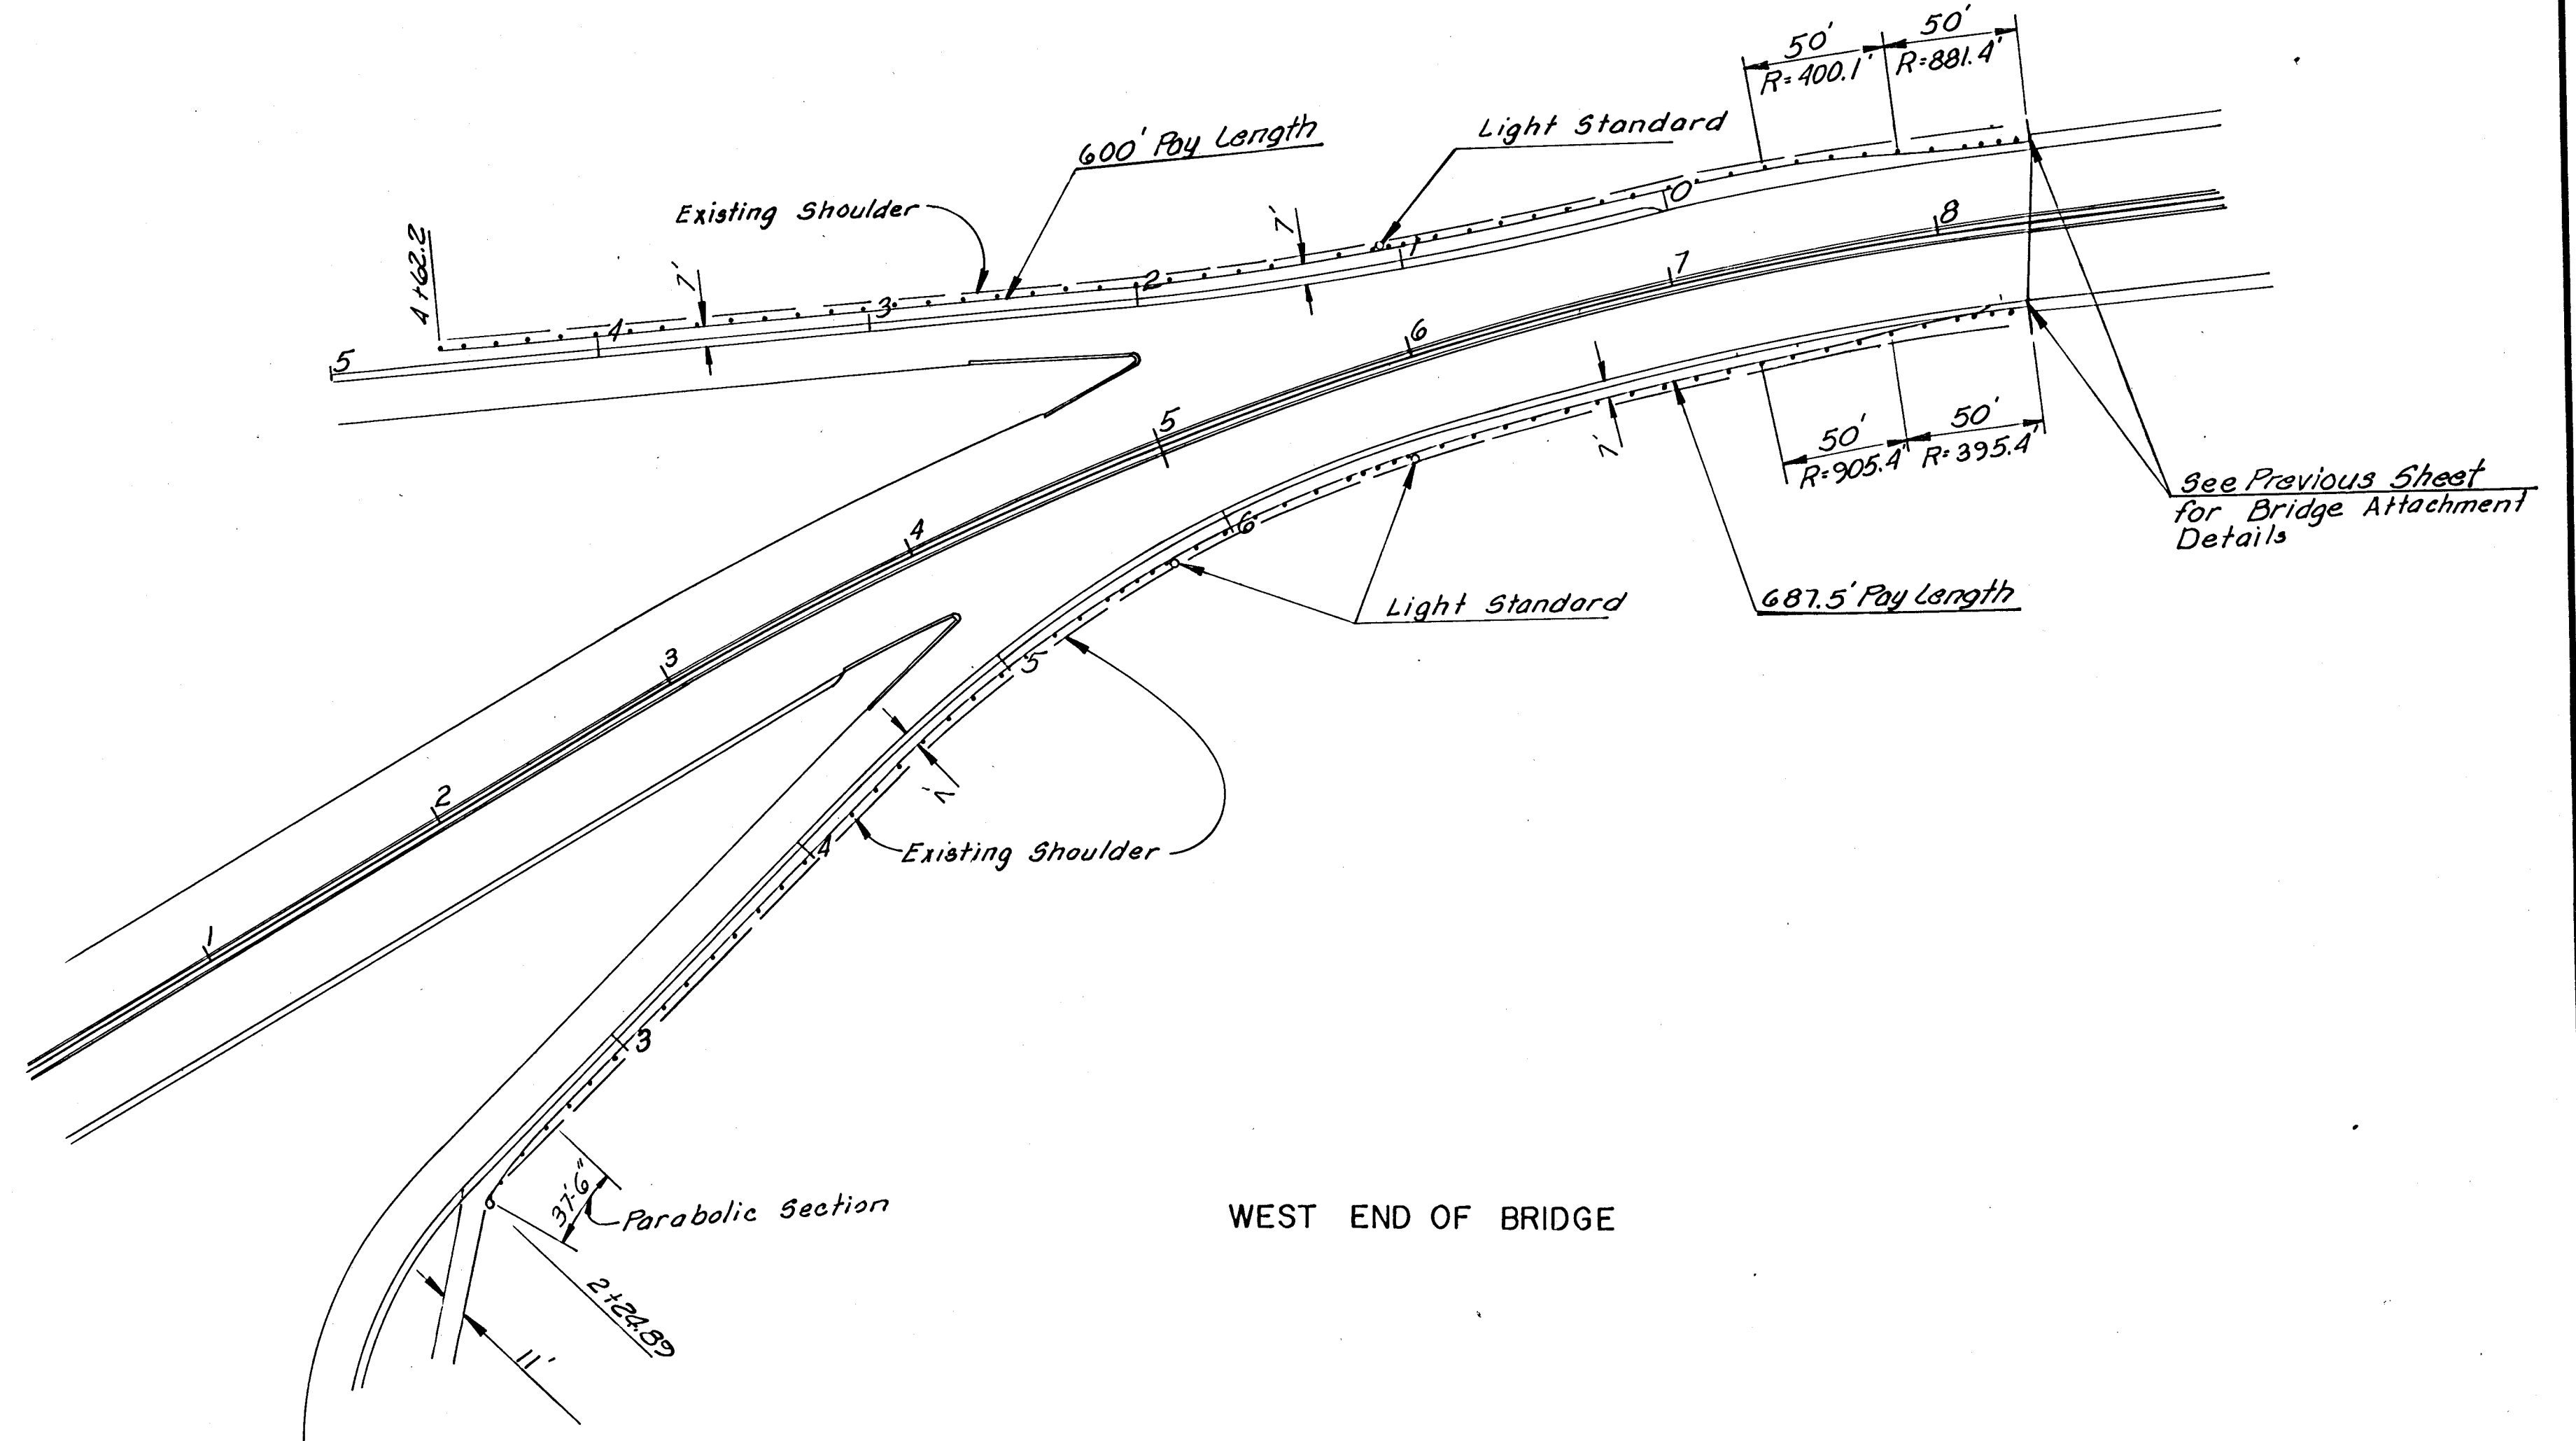 50'
50'
R=400.1'
R=881.4'
Light Standard
600' Pay Length
Existing Shoulder
4+62.2
7'
7'
5
4
3
2
1
0
8
7
6
5
4
3
2
1
7'
50'
50'
R=905.4'
R=395.4'
See Previous Sheet
for Bridge Attachment
Details
687.5' Pay Length
Light Standard
6
5
4
3
7'
Existing Shoulder
37'-6"
Parabolic Section
2+24.89
11'
WEST END OF BRIDGE